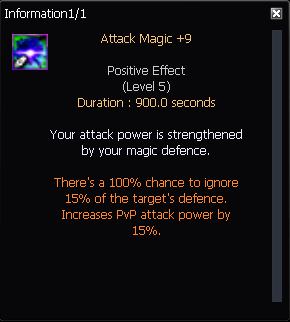 Information1/1
Attack Magic +9
Positive Effect
(Level 5)
Duration : 900.0 seconds
Your attack power is strengthened
by your magic defence.
There's a 100% chance to ignore
15% of the target's defence.
Increases PvP attack power by
15%.